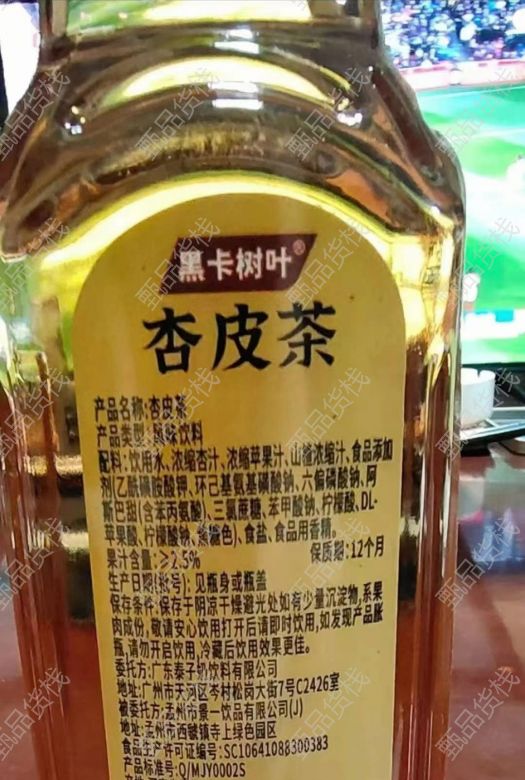 黑卡树叶®
杏皮茶
产品名称:杏皮茶
产品类型:风味饮料
配料:饮用水、浓缩杏汁、浓缩苹果汁、山楂浓缩汁、食品添加
剂(乙酰磺胺酸钾、环己基氨基磺酸钠、六偏磷酸钠、阿
斯巴甜(含苯丙氨酸)、三氯蔗糖、苯甲酸钠、柠檬酸、DL-
苹果酸、柠檬酸钠、焦糖色)、食盐、食品用香精。
果汁含量:≥2.5% 保质期:12个月
生产日期(批号):见瓶身或瓶盖
保存条件:保存于阴凉干燥避光处如有少量沉淀物,系果
肉成份,敬请安心饮用打开后请即时饮用,如发现产品胀
瓶,请勿开启饮用,冷藏后饮用效果更佳。
委托方:广东泰子奶饮料有限公司
地址:广州市天河区岑村松岗大街7号C2426室
被委托方:孟州市景一饮品有限公司(J)
地址:孟州市西虢镇寺上绿色园区
食品生产许可证编号:SC10641088300383
产品标准号:Q/MJY0002S
甄品货栈